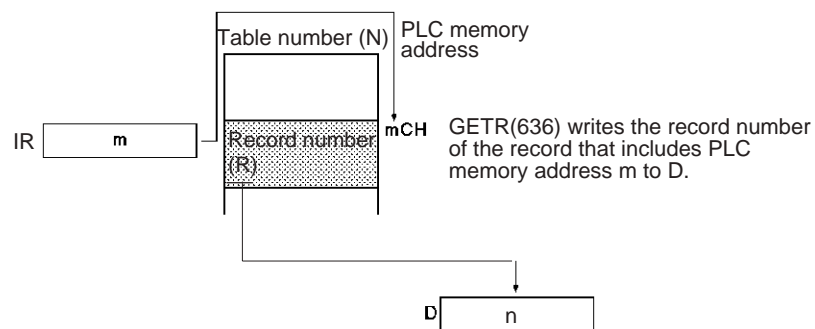 Table number (N)
PLC memory
address
IR
m
Record number
(R)
mCH
GETR(636) writes the record number
of the record that includes PLC
memory address m to D.
D
n